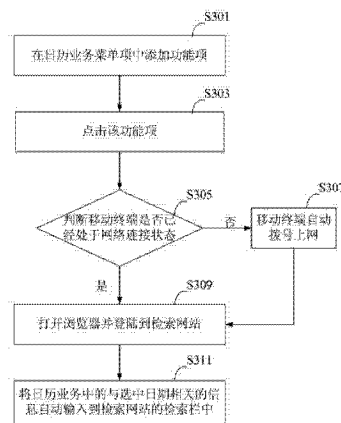 S301
在日历业务菜单项中添加功能项
S303
点击该功能项
S305
判断移动终端是否已
经处于网络连接状态
否
S307
移动终端自动
拨号上网
是
S309
打开浏览器并登陆到检索网站
S311
将日历业务中的与选中日期相关的信
息自动输入到检索网站的检索栏中